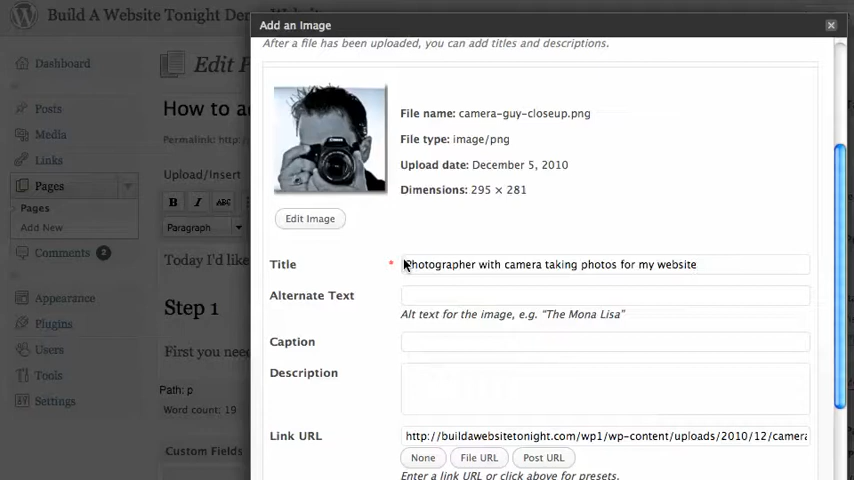 Build A Website Tonight De
Add an Image
After a file has been uploaded, you can add titles and descriptions.
Dashboard
Edit
How to a
Permalink: http:/
Posts
Media
Links
Pages
Pages
Add New
Comments 2
Appearance
Plugins
Users
Tools
Settings
Upload/Insert
B I ABC
Paragraph
Today I'd like
Step 1
First you need
Path: p
Word count: 19
Custom Fields
File name: camera-guy-closeup.png
File type: image/png
Upload date: December 5, 2010
Dimensions: 295 × 281
Edit Image
Title * Photographer with camera taking photos for my website
Alternate Text
Alt text for the image, e.g. "The Mona Lisa"
Caption
Description
Link URL http://buildawebsitetonight.com/wp1/wp-content/uploads/2010/12/camera
None File URL Post URL
Enter a link URL or click above for presets.